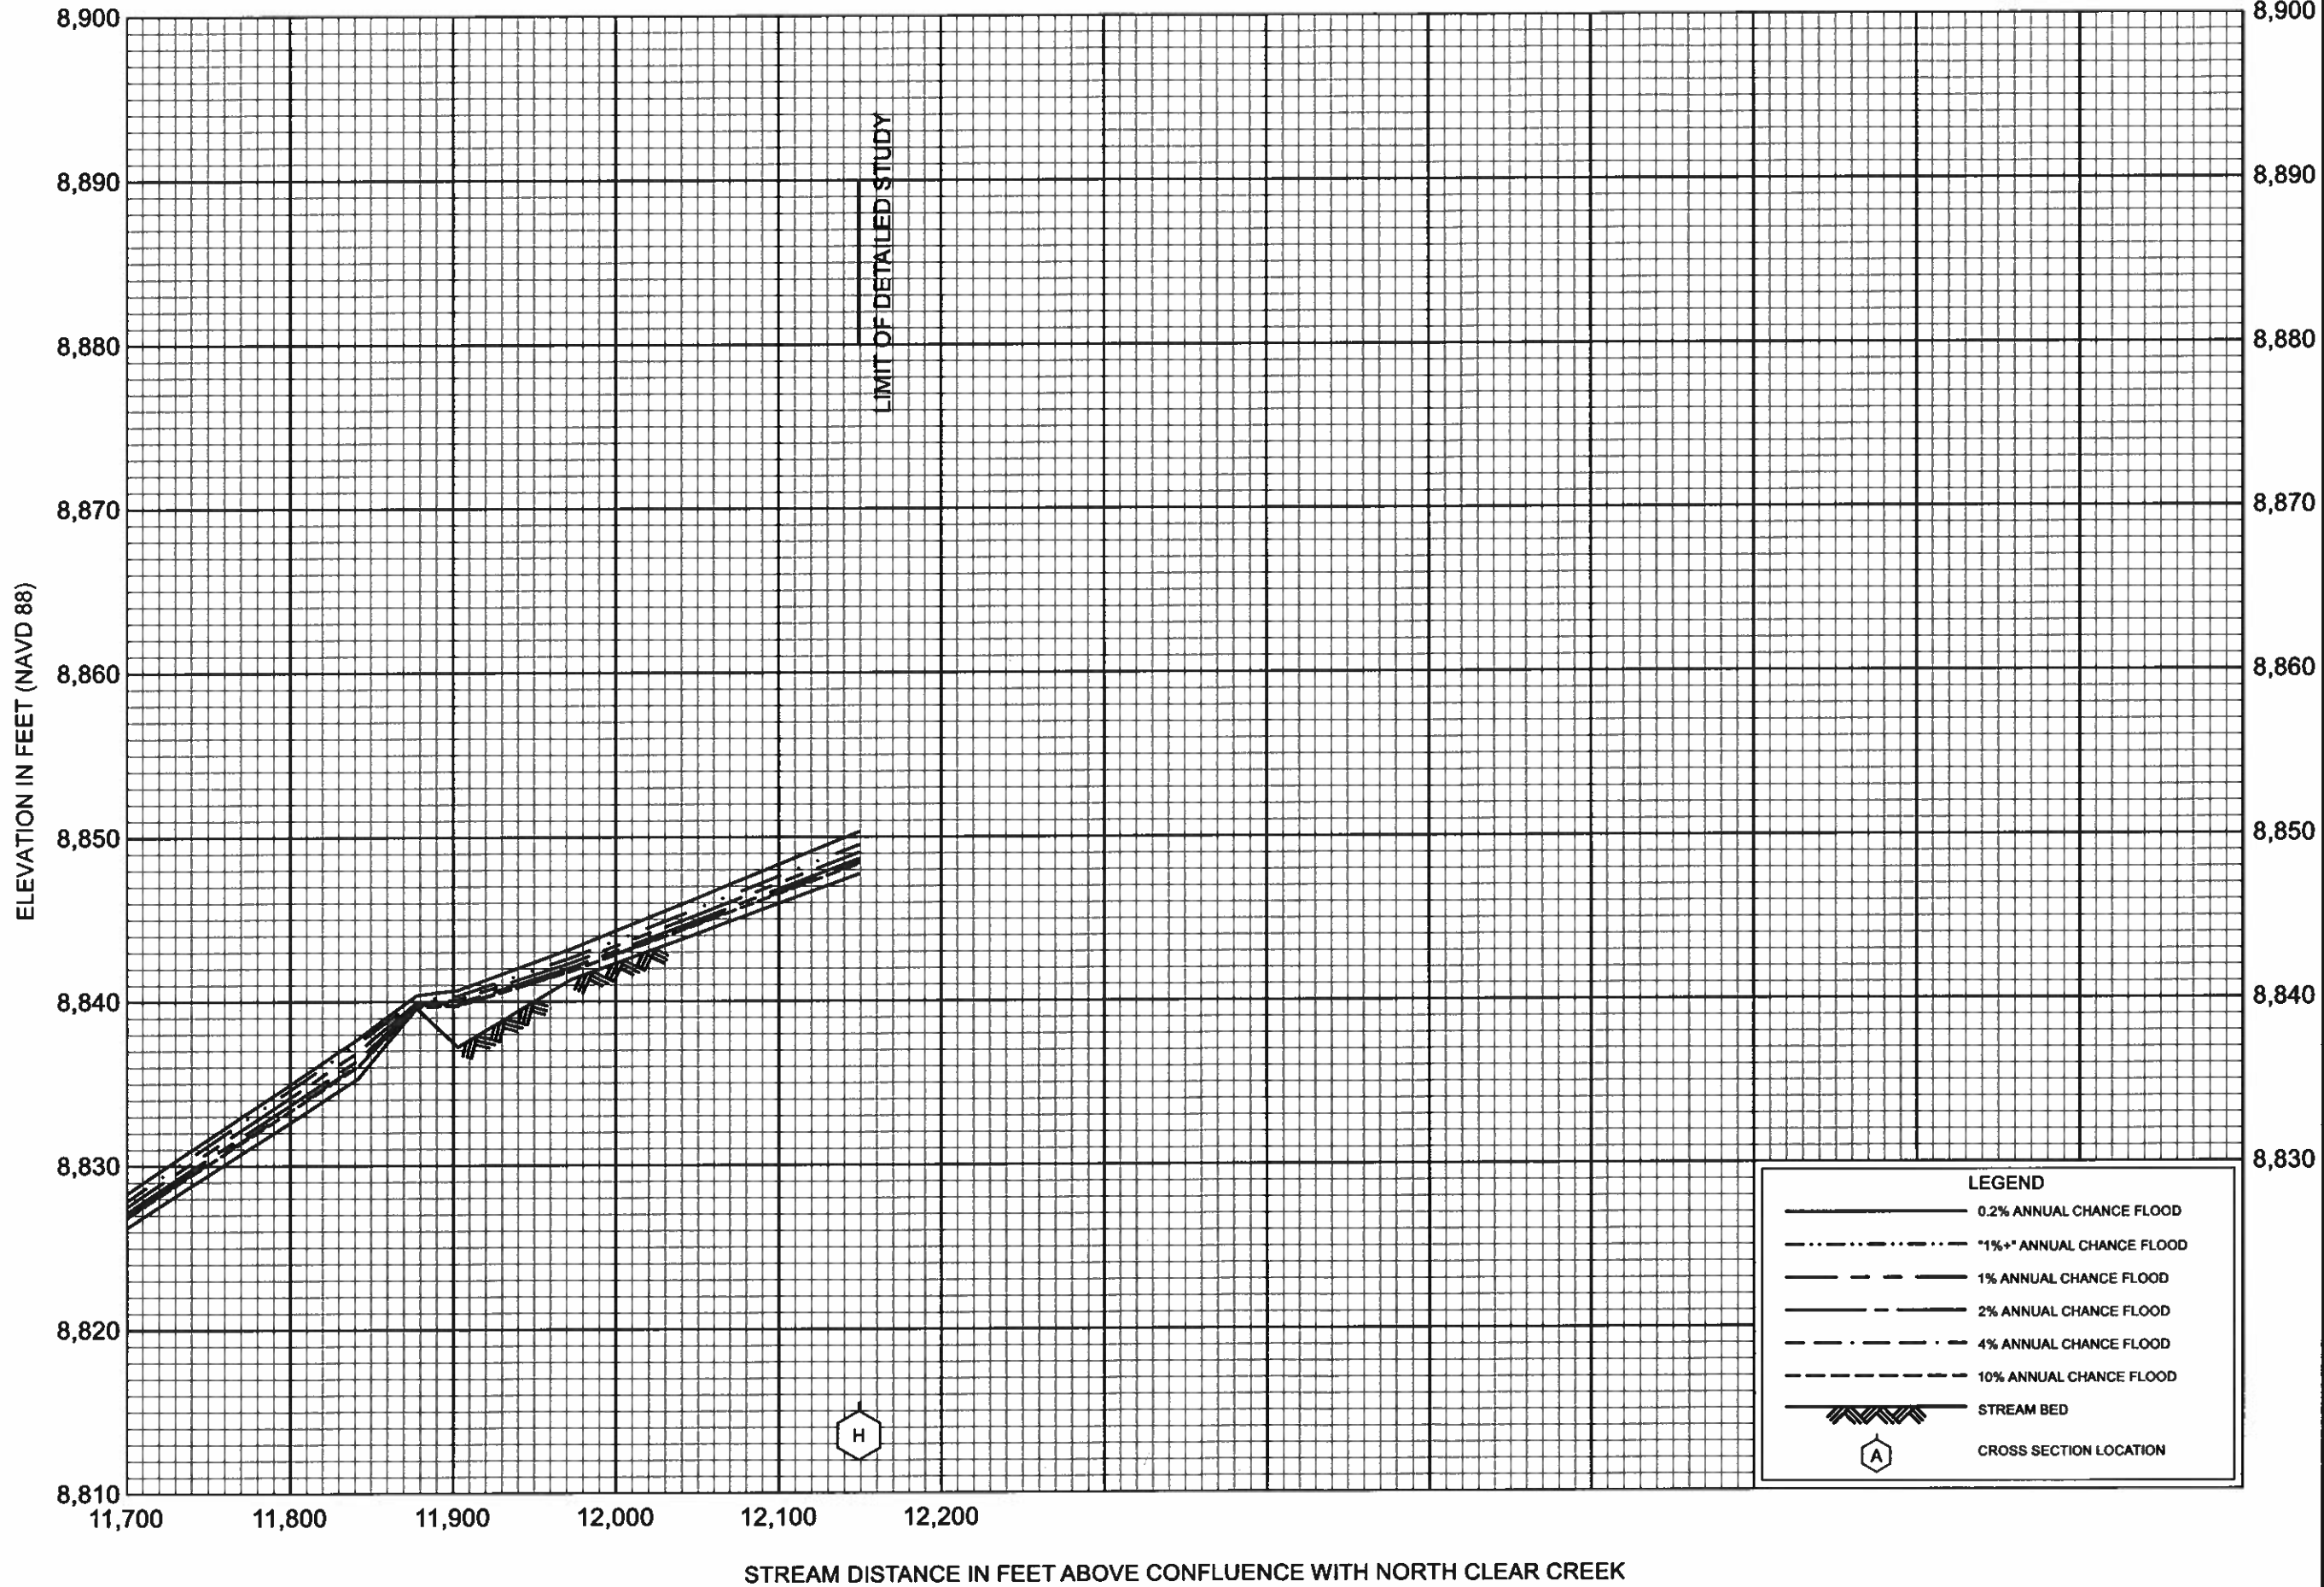 8,900
8,890
8,880
8,870
8,860
8,850
8,840
8,830
8,820
8,810
ELEVATION IN FEET (NAVD 88)
8,900
8,890
8,880
8,870
8,860
8,850
8,840
8,830
LIMIT OF DETAILED STUDY
H
LEGEND
0.2% ANNUAL CHANCE FLOOD
"1%+" ANNUAL CHANCE FLOOD
1% ANNUAL CHANCE FLOOD
2% ANNUAL CHANCE FLOOD
4% ANNUAL CHANCE FLOOD
10% ANNUAL CHANCE FLOOD
STREAM BED
A CROSS SECTION LOCATION
11,700 11,800 11,900 12,000 12,100 12,200
STREAM DISTANCE IN FEET ABOVE CONFLUENCE WITH NORTH CLEAR CREEK